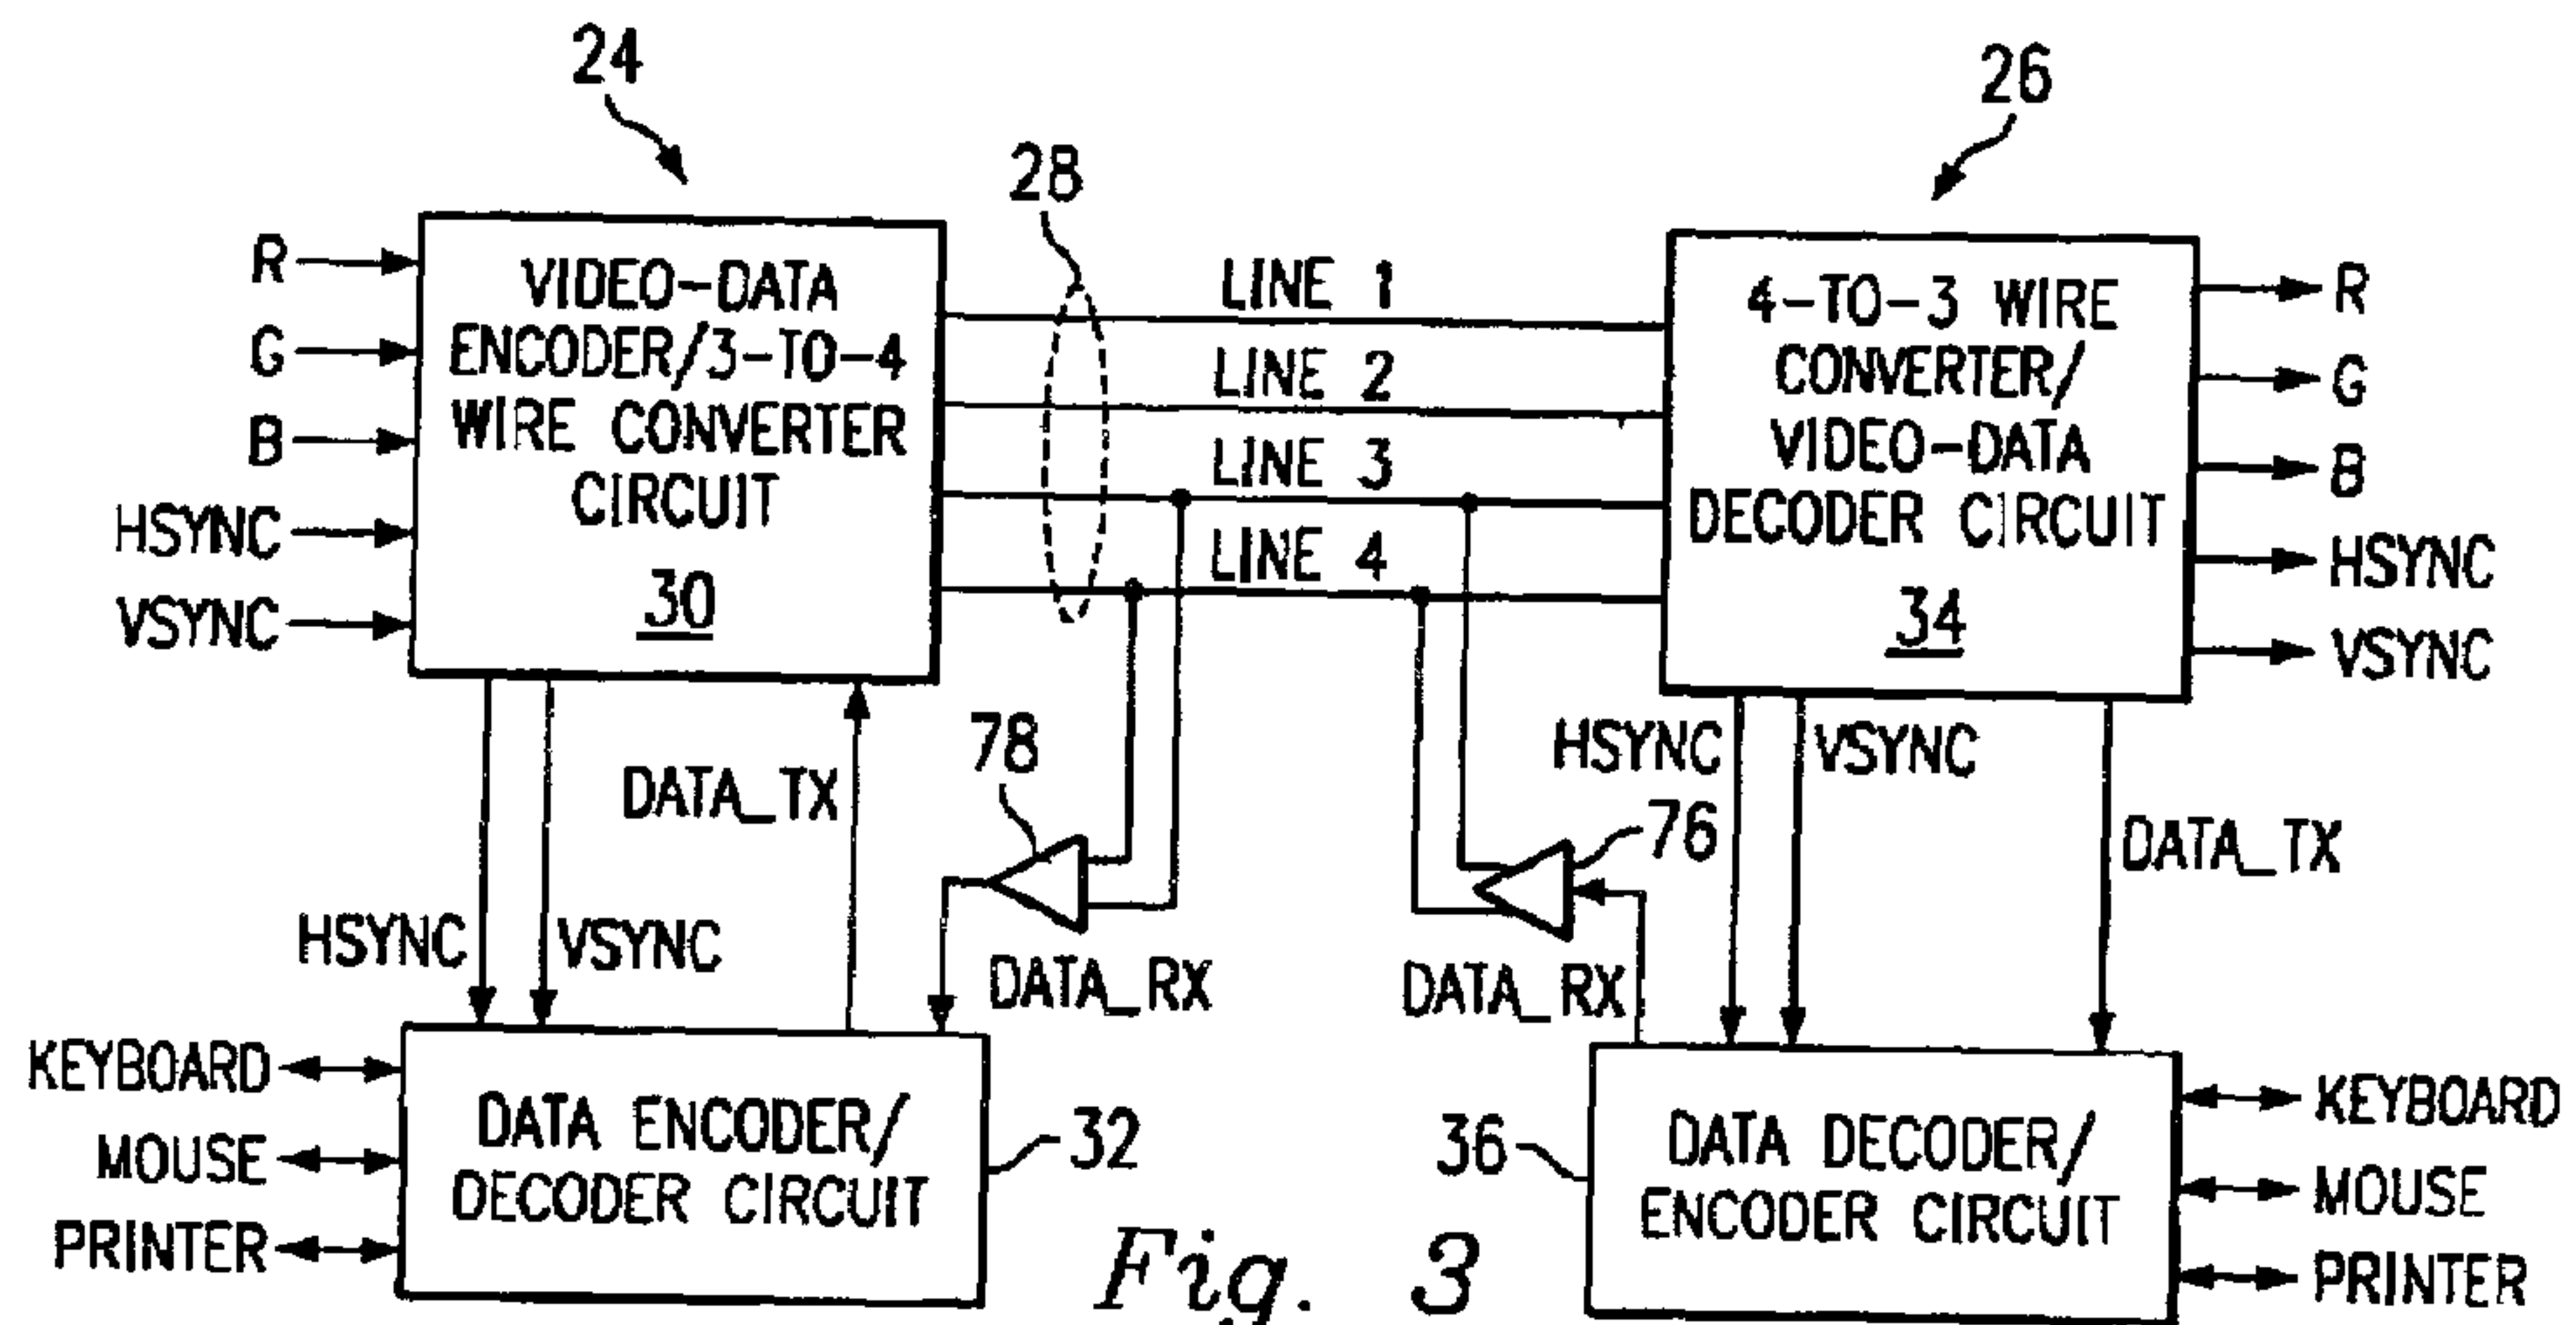 24
26
28
R
G
B
HSYNC
VSYNC
VIDEO-DATA
ENCODER/3-TO-4
WIRE CONVERTER
CIRCUIT
30
LINE 1
LINE 2
LINE 3
LINE 4
4-TO-3 WIRE
CONVERTER/
VIDEO-DATA
DECODER CIRCUIT
34
R
G
B
HSYNC
VSYNC
HSYNC
VSYNC
DATA_TX
78
DATA_RX
76
DATA_RX
HSYNC
VSYNC
DATA_TX
KEYBOARD
MOUSE
PRINTER
DATA ENCODER/
DECODER CIRCUIT
32
36
DATA DECODER/
ENCODER CIRCUIT
KEYBOARD
MOUSE
PRINTER
Fig. 3